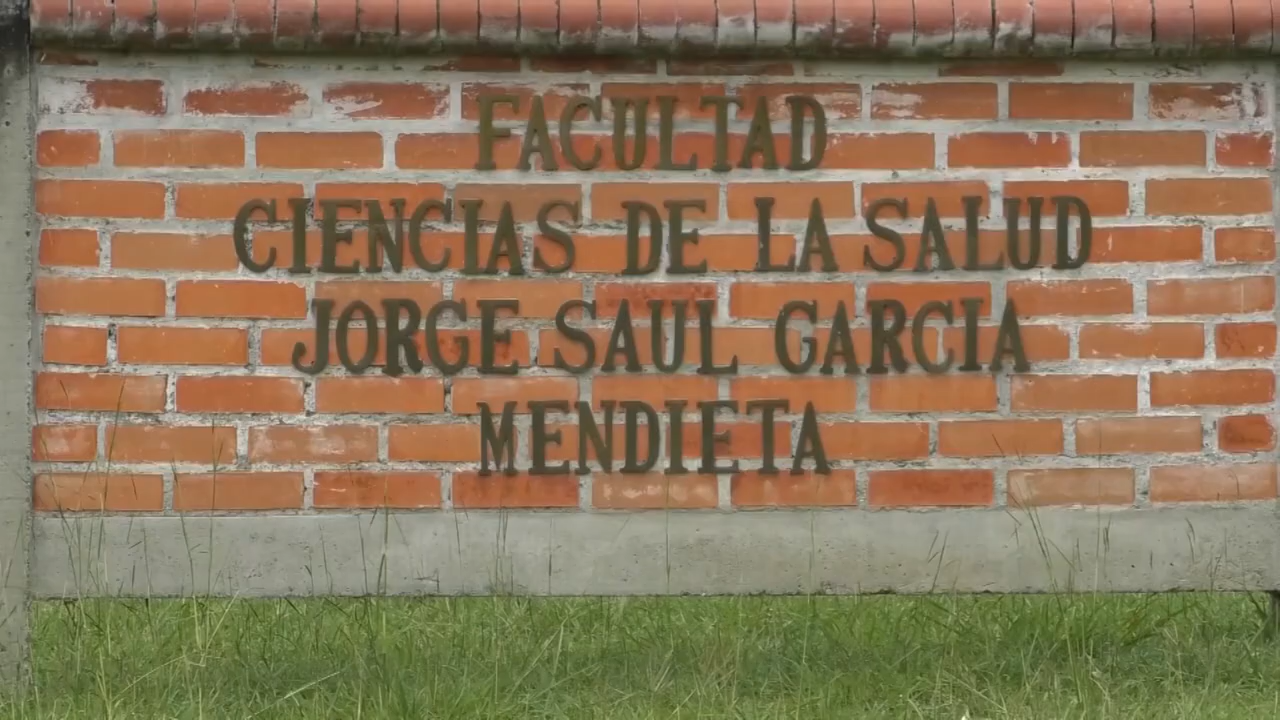 FACULTAD
CIENCIAS DE LA SALUD
JORGE SAUL GARCIA
MENDIETA